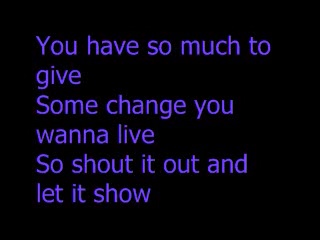 You have so much to
give
Some change you
wanna live
So shout it out and
let it show